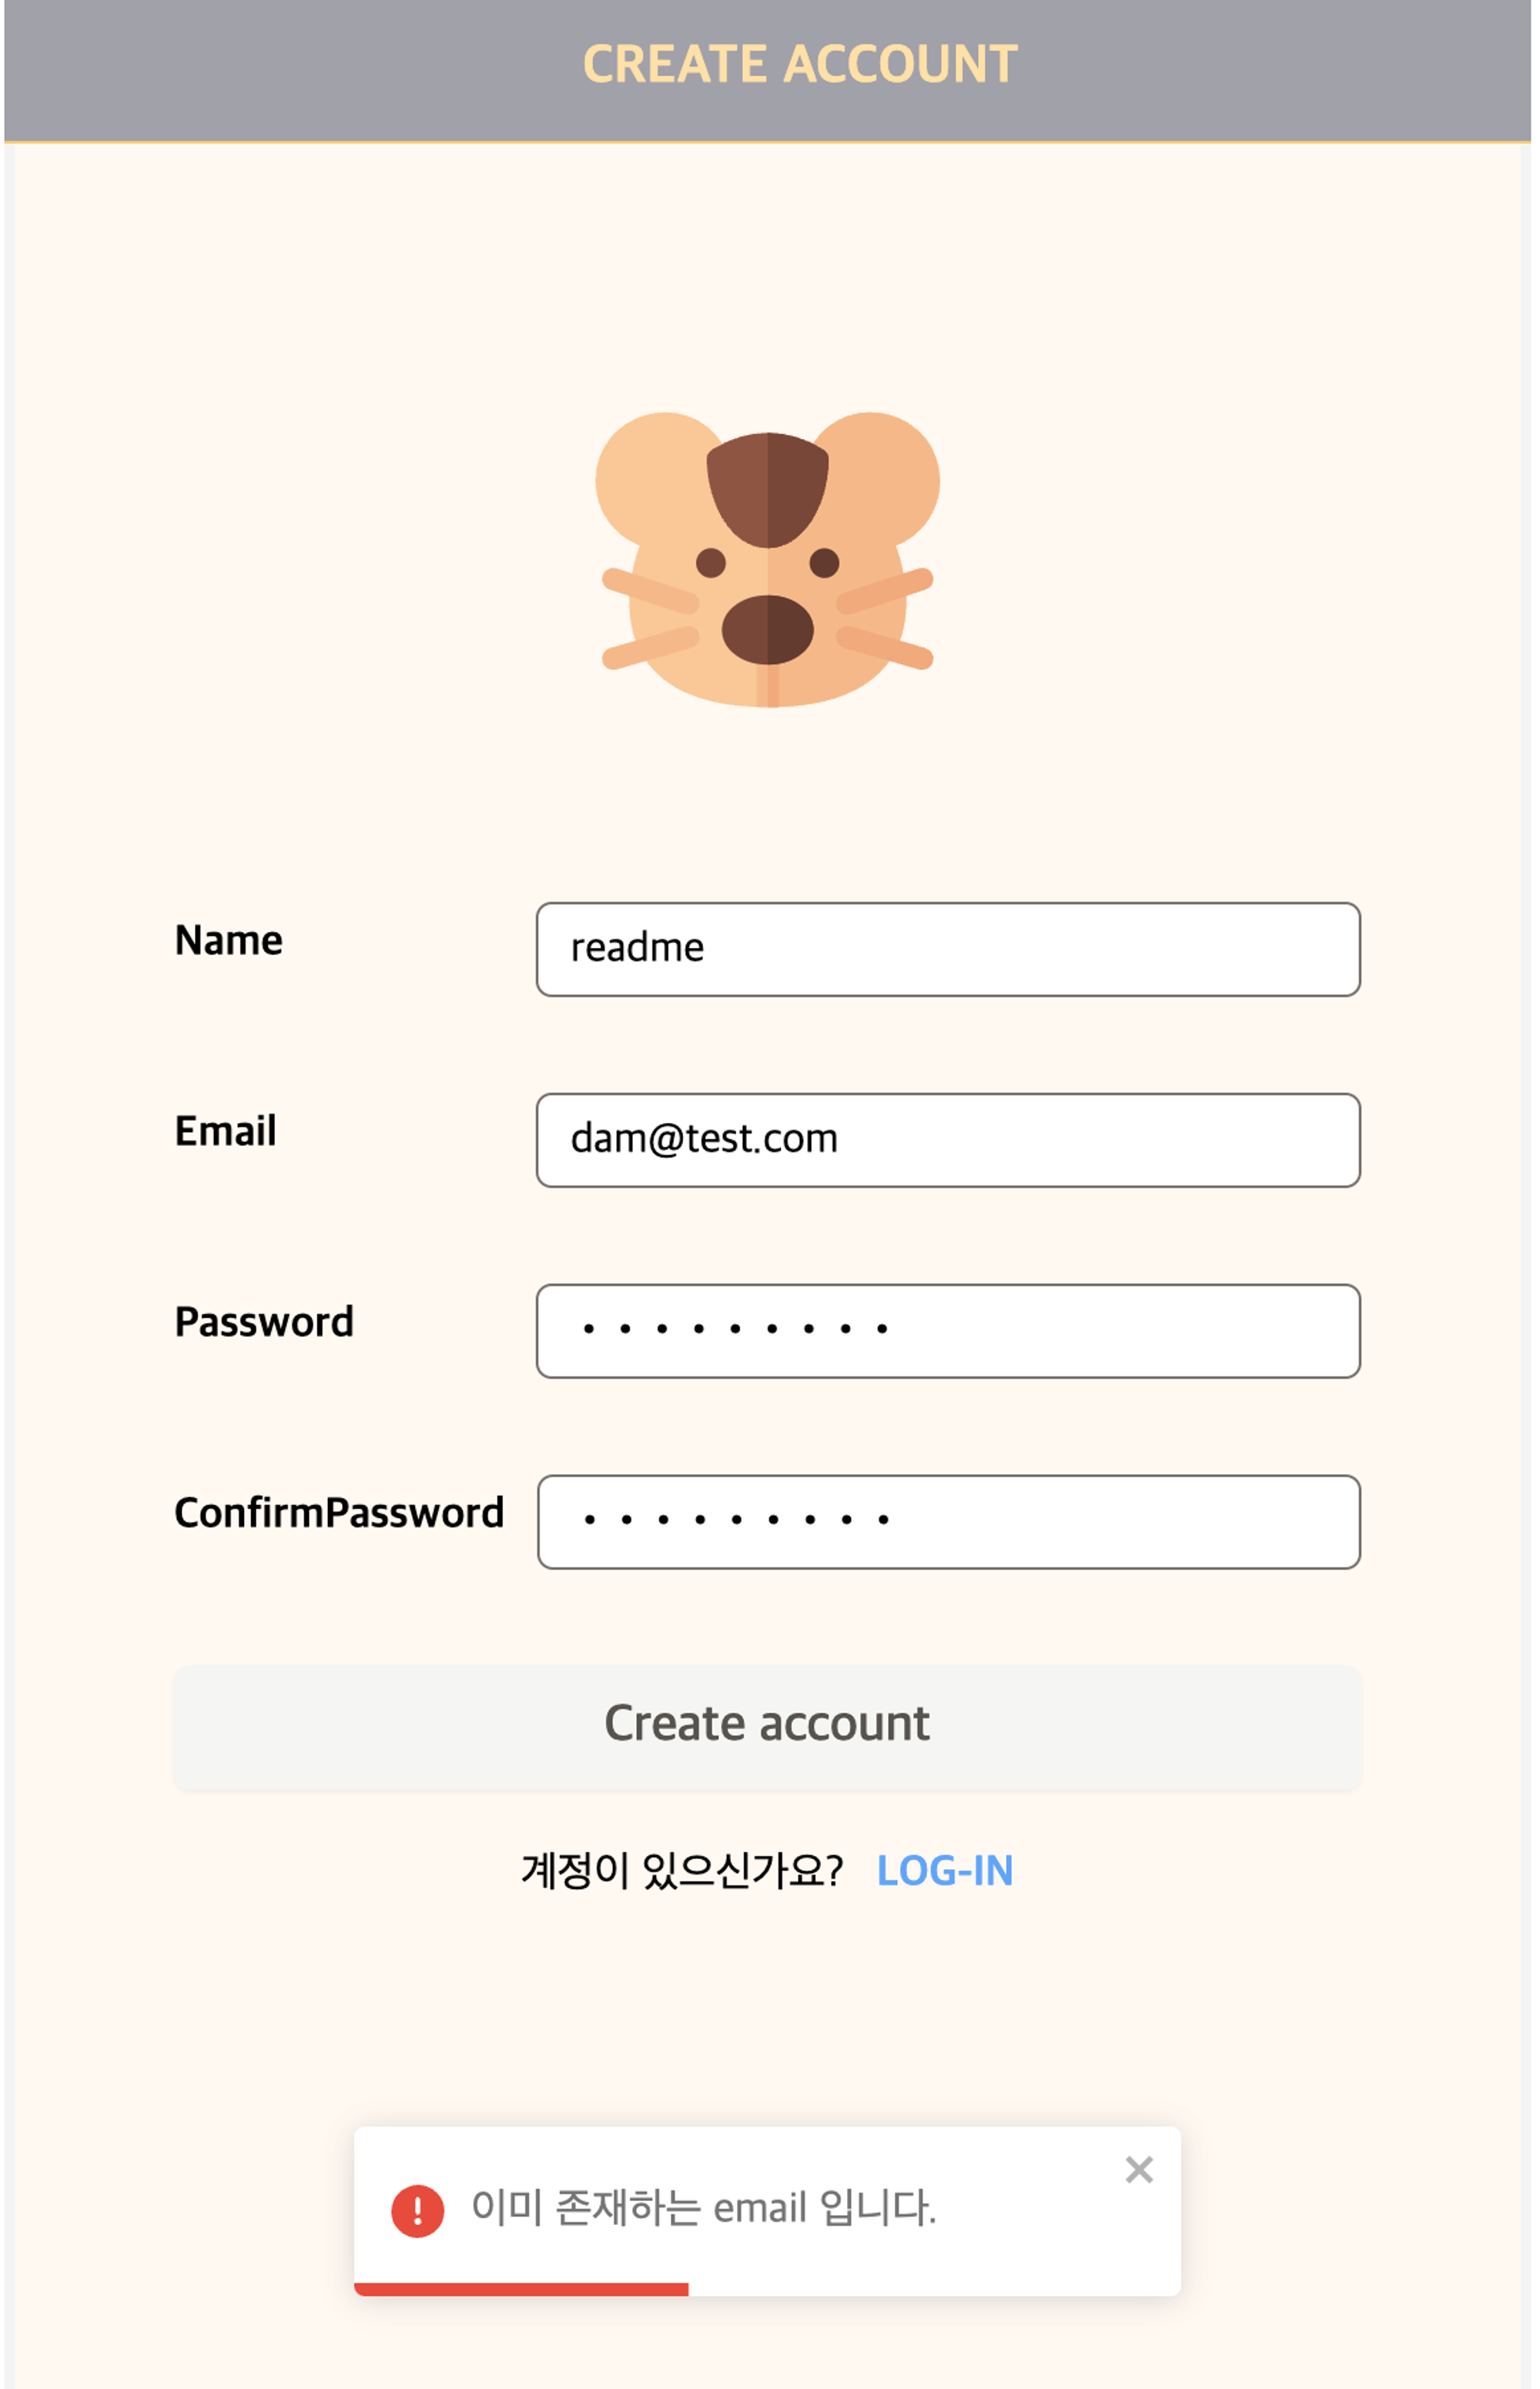 CREATE ACCOUNT
Name
readme
Email
dam@test.com
Password
•••••••••
ConfirmPassword
•••••••••
Create account
계정이 있으신가요? LOG-IN
이미 존재하는 email 입니다.